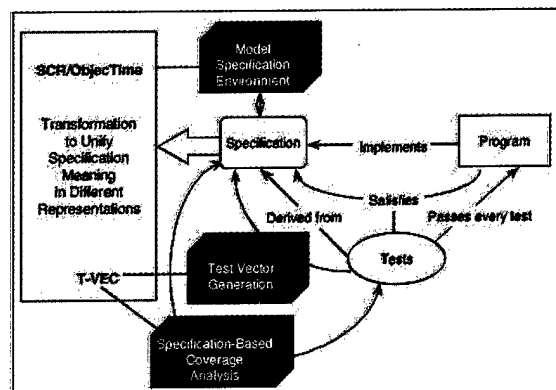 Model
Specification
Environment
SCR/ObjecTime
Transformation
to Unify
Specification
Meaning
in Different
Representations
Specification
Implements
Program
Satisfies
Derived from
Passes every test
Tests
T-VEC
Test Vector
Generation
Specification-Based
Coverage
Analysis